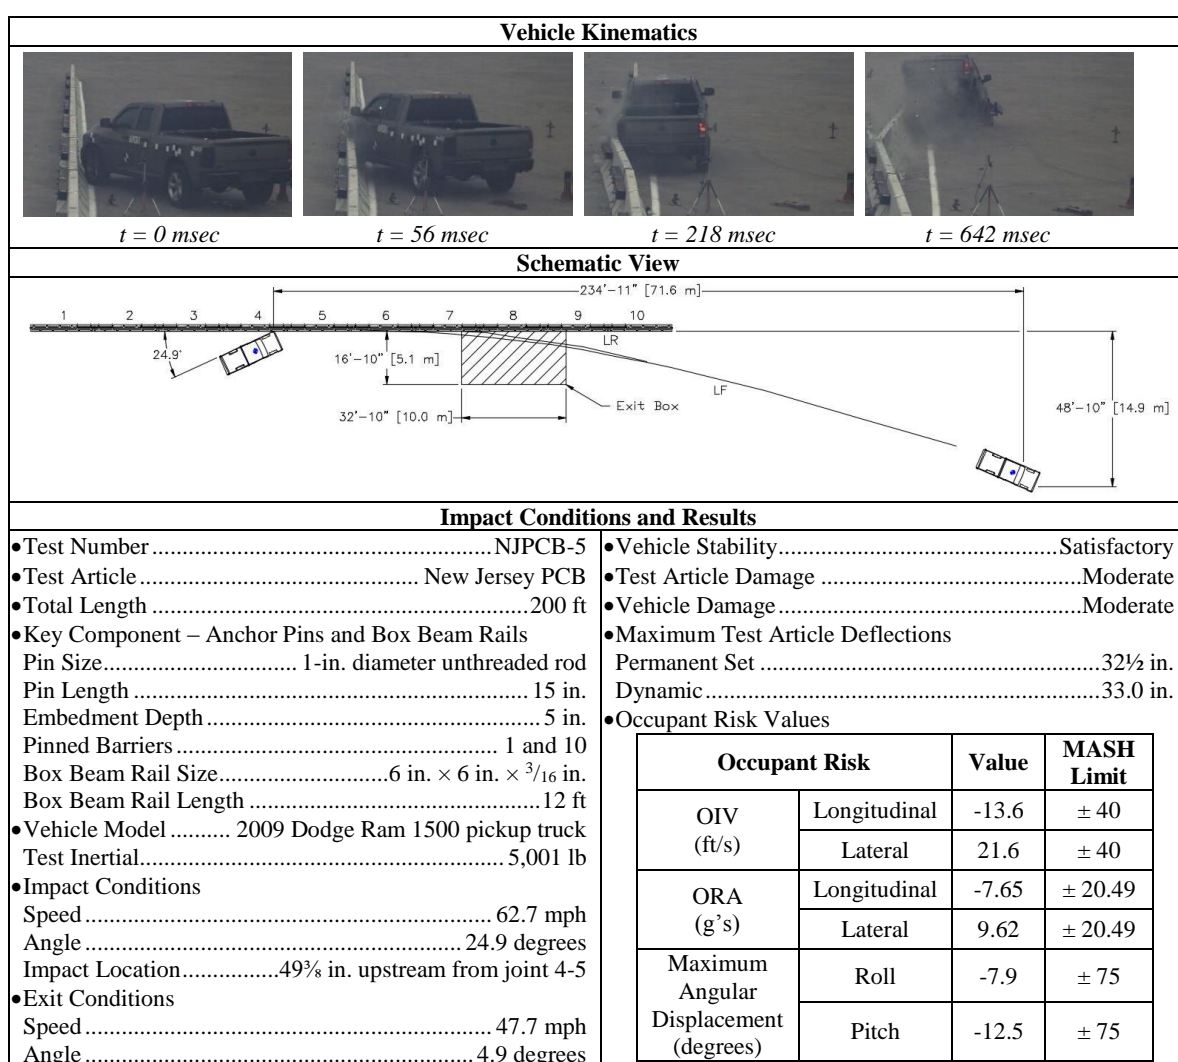 Vehicle Kinematics
t = 0 msec t = 56 msec t = 218 msec t = 642 msec
Schematic View
234'-11" [71.6 m]
1 2 3 4 5 6 7 8 9 10
24.9°
16'-10" [5.1 m]
LR
LF
Exit Box
32'-10" [10.0 m]
48'-10" [14.9 m]
Impact Conditions and Results
•Test Number.....NJPCB-5
•Test Article.....New Jersey PCB
•Total Length.....200 ft
•Key Component – Anchor Pins and Box Beam Rails
Pin Size.....1-in. diameter unthreaded rod
Pin Length.....15 in.
Embedment Depth.....5 in.
Pinned Barriers.....1 and 10
Box Beam Rail Size.....6 in. × 6 in. × 3/16 in.
Box Beam Rail Length.....12 ft
•Vehicle Model.....2009 Dodge Ram 1500 pickup truck
Test Inertial.....5,001 lb
•Impact Conditions
Speed.....62.7 mph
Angle.....24.9 degrees
Impact Location.....49⅜ in. upstream from joint 4-5
•Exit Conditions
Speed.....47.7 mph
Angle.....4.9 degrees
•Vehicle Stability.....Satisfactory
•Test Article Damage.....Moderate
•Vehicle Damage.....Moderate
•Maximum Test Article Deflections
Permanent Set.....32½ in.
Dynamic.....33.0 in.
•Occupant Risk Values
Occupant Risk Value MASH Limit
OIV (ft/s) Longitudinal -13.6 ± 40
Lateral 21.6 ± 40
ORA (g's) Longitudinal -7.65 ± 20.49
Lateral 9.62 ± 20.49
Maximum Angular Displacement (degrees) Roll -7.9 ± 75
Pitch -12.5 ± 75